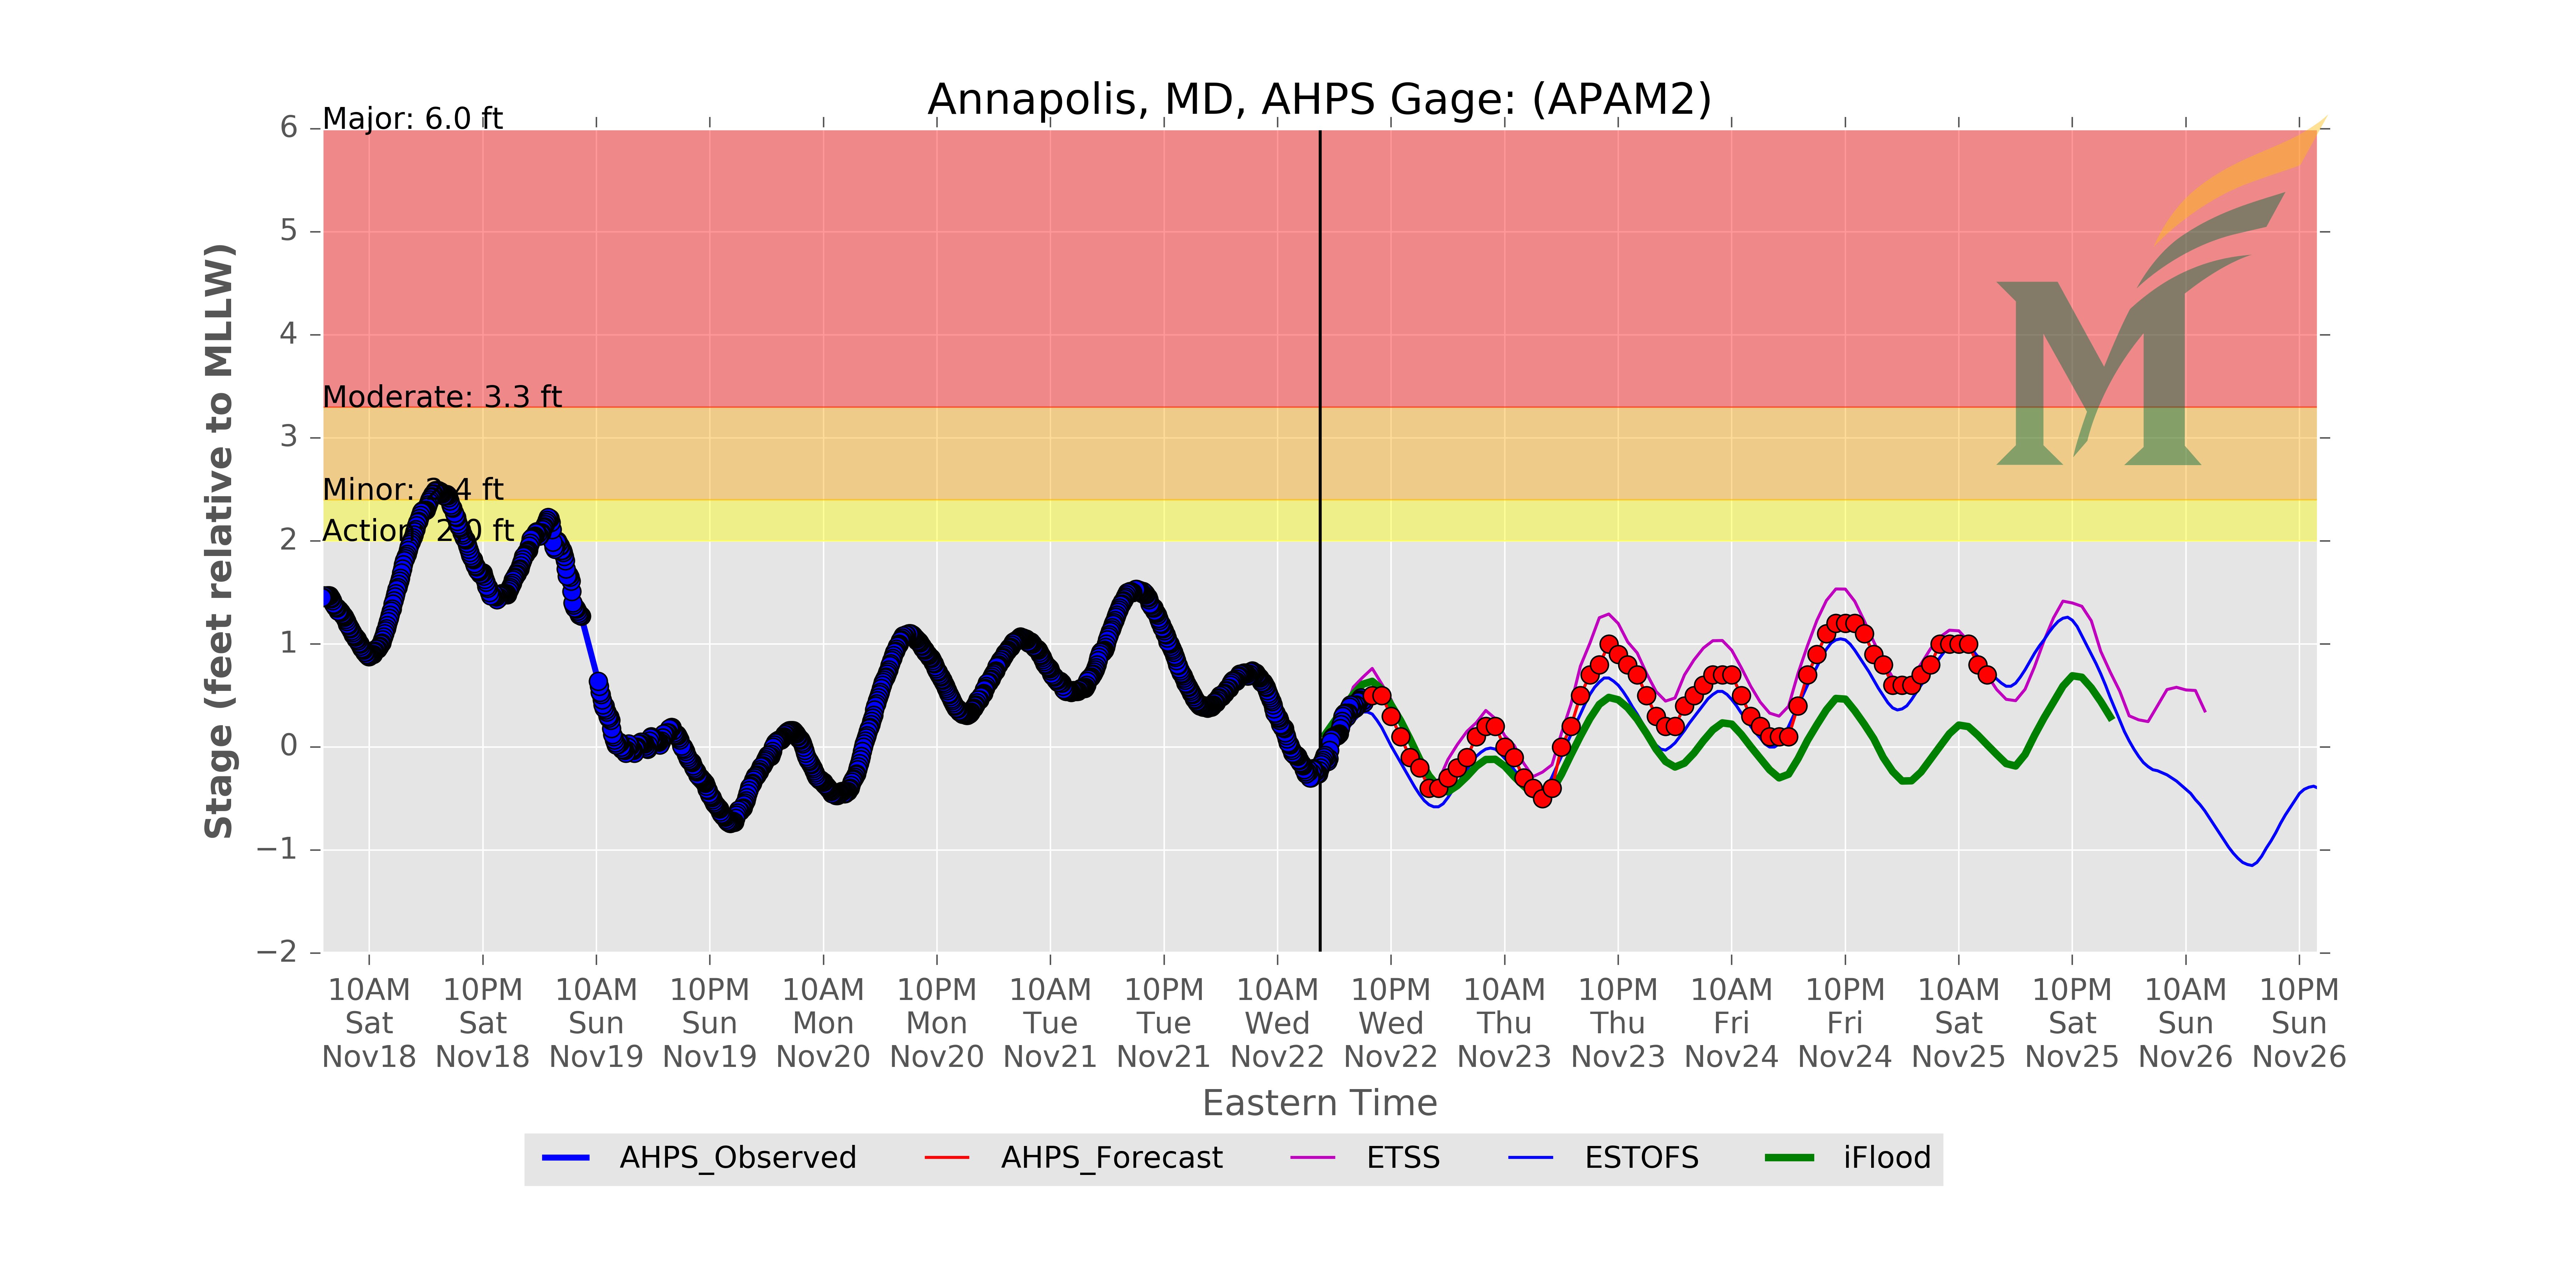 Annapolis, MD, AHPS Gage: (APAM2)
Major: 6.0 ft
Moderate: 3.3 ft
Minor: 2.4 ft
Action: 2.0 ft
6
5
4
3
2
1
0
−1
−2
Stage (feet relative to MLLW)
10AM 10PM 10AM 10PM 10AM 10PM 10AM 10PM 10AM 10PM 10AM 10PM 10AM 10PM 10AM 10PM 10AM 10PM
Sat Sat Sun Sun Mon Mon Tue Tue Wed Wed Thu Thu Fri Fri Sat Sat Sun Sun
Nov18 Nov18 Nov19 Nov19 Nov20 Nov20 Nov21 Nov21 Nov22 Nov22 Nov23 Nov23 Nov24 Nov24 Nov25 Nov25 Nov26 Nov26
Eastern Time
AHPS_Observed AHPS_Forecast ETSS ESTOFS iFlood
M